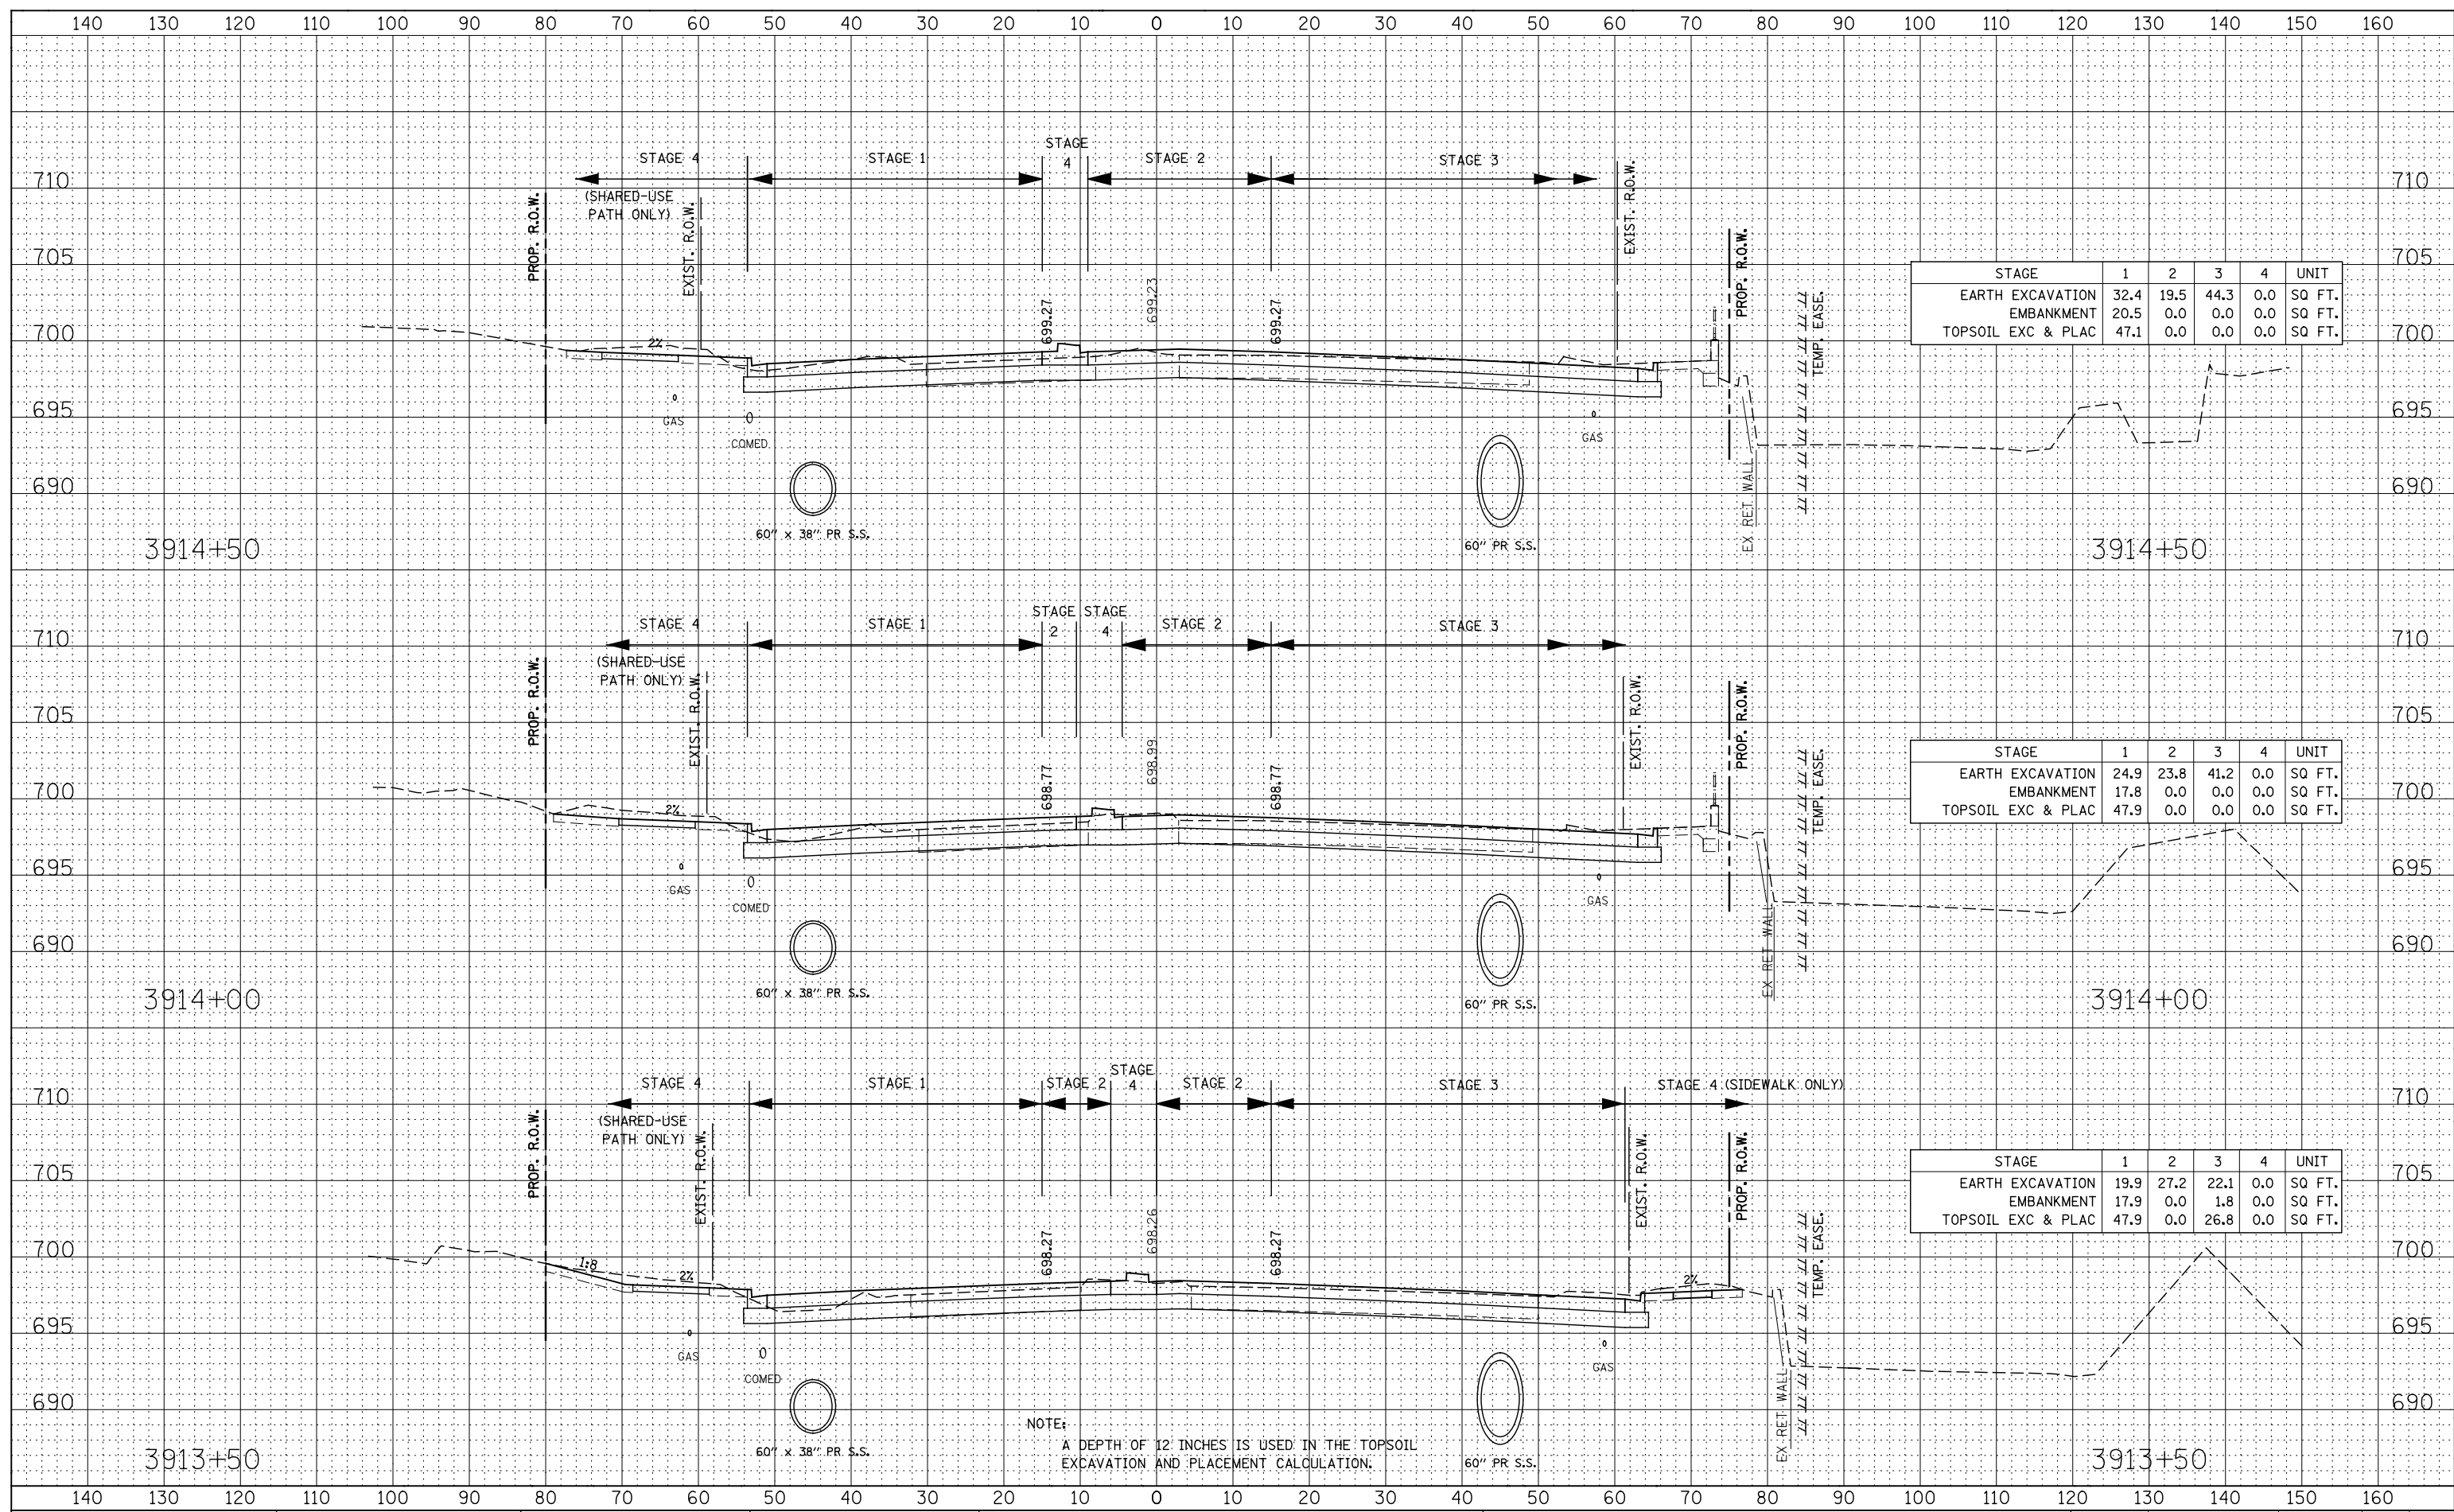 140 130 120 110 100 90 80 70 60 50 40 30 20 10 0 10 20 30 40 50 60 70 80 90 100 110 120 130 140 150 160
STAGE 4
STAGE 1
STAGE
4
STAGE 2
STAGE 3
710
710
(SHARED-USE
PATH ONLY)
PROP. R.O.W.
EXIST. R.O.W.
EXIST. R.O.W.
PROP. R.O.W.
TEMP. EASE.
705
705
699.27
699.23
699.27
STAGE 1 2 3 4 UNIT
EARTH EXCAVATION 32.4 19.5 44.3 0.0 SQ FT.
EMBANKMENT 20.5 0.0 0.0 0.0 SQ FT.
TOPSOIL EXC & PLAC 47.1 0.0 0.0 0.0 SQ FT.
700
700
2%
695
695
GAS
COMED
GAS
EX RET WALL
690
690
60" x 38" PR S.S.
60" PR S.S.
3914+50
3914+50
STAGE 4
STAGE 1
STAGE
2
STAGE
4
STAGE 2
STAGE 3
710
710
(SHARED-USE
PATH ONLY)
PROP. R.O.W.
EXIST. R.O.W.
EXIST. R.O.W.
PROP. R.O.W.
TEMP. EASE.
705
705
698.77
698.99
698.77
STAGE 1 2 3 4 UNIT
EARTH EXCAVATION 24.9 23.8 41.2 0.0 SQ FT.
EMBANKMENT 17.8 0.0 0.0 0.0 SQ FT.
TOPSOIL EXC & PLAC 47.9 0.0 0.0 0.0 SQ FT.
700
700
2%
695
695
GAS
COMED
GAS
EX RET WALL
690
690
60" x 38" PR S.S.
60" PR S.S.
3914+00
3914+00
STAGE 4
STAGE 1
STAGE 2
STAGE
4
STAGE 2
STAGE 3
STAGE 4 (SIDEWALK ONLY)
710
710
(SHARED-USE
PATH ONLY)
PROP. R.O.W.
EXIST. R.O.W.
EXIST. R.O.W.
PROP. R.O.W.
TEMP. EASE.
705
705
698.27
698.26
698.27
STAGE 1 2 3 4 UNIT
EARTH EXCAVATION 19.9 27.2 22.1 0.0 SQ FT.
EMBANKMENT 17.9 0.0 1.8 0.0 SQ FT.
TOPSOIL EXC & PLAC 47.9 0.0 26.8 0.0 SQ FT.
700
700
1:8
2%
2%
695
695
GAS
COMED
GAS
EX RET WALL
690
690
60" x 38" PR S.S.
60" PR S.S.
NOTE:
A DEPTH OF 12 INCHES IS USED IN THE TOPSOIL
EXCAVATION AND PLACEMENT CALCULATION.
3913+50
3913+50
140 130 120 110 100 90 80 70 60 50 40 30 20 10 0 10 20 30 40 50 60 70 80 90 100 110 120 130 140 150 160